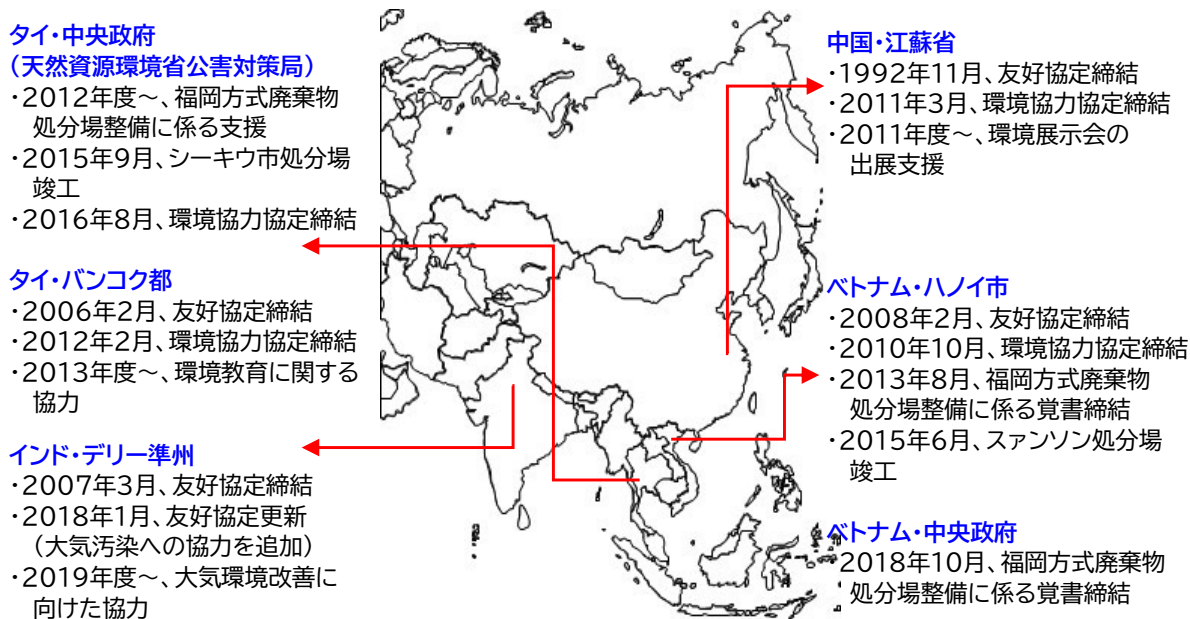 タイ・中央政府
（天然資源環境省公害対策局）
・2012年度～、福岡方式廃棄物
処分場整備に係る支援
・2015年9月、シーキウ市処分場
竣工
・2016年8月、環境協力協定締結
タイ・バンコク都
・2006年2月、友好協定締結
・2012年2月、環境協力協定締結
・2013年度～、環境教育に関する
協力
インド・デリー準州
・2007年3月、友好協定締結
・2018年1月、友好協定更新
（大気汚染への協力を追加）
・2019年度～、大気環境改善に
向けた協力
中国・江蘇省
・1992年11月、友好協定締結
・2011年3月、環境協力協定締結
・2011年度～、環境展示会の
出展支援
ベトナム・ハノイ市
・2008年2月、友好協定締結
・2010年10月、環境協力協定締結
・2013年8月、福岡方式廃棄物
処分場整備に係る覚書締結
・2015年6月、スァンソン処分場
竣工
ベトナム・中央政府
・2018年10月、福岡方式廃棄物
処分場整備に係る覚書締結